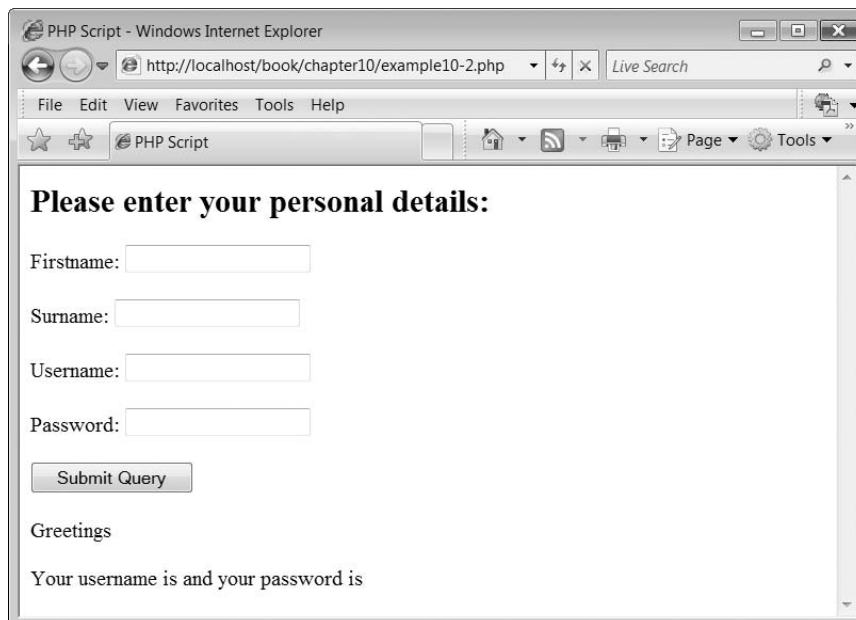 PHP Script - Windows Internet Explorer
http://localhost/book/chapter10/example10-2.php
Live Search
File Edit View Favorites Tools Help
PHP Script
Page
Tools
Please enter your personal details:
Firstname:
Surname:
Username:
Password:
Submit Query
Greetings
Your username is and your password is